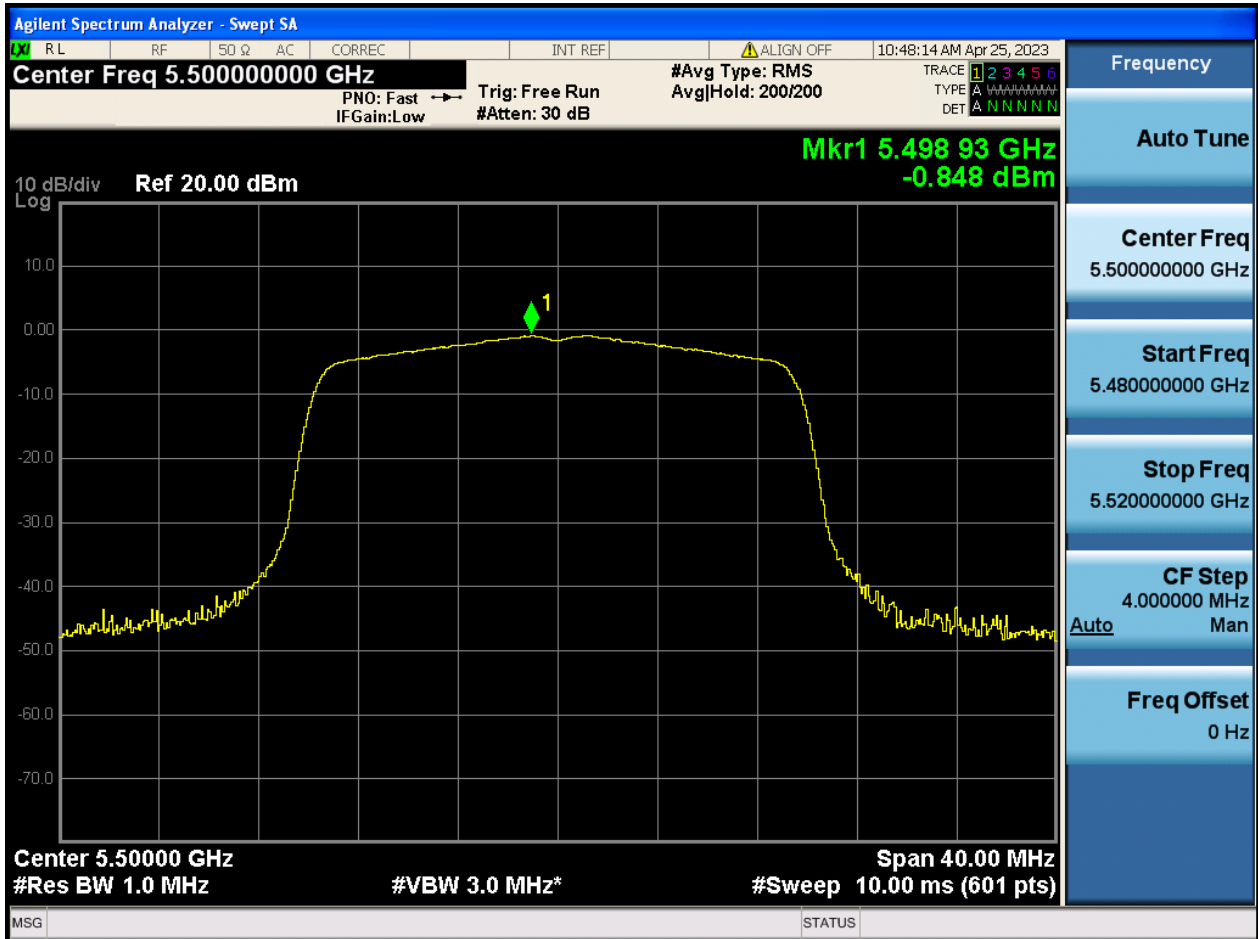 Agilent Spectrum Analyzer - Swept SA
LXI RL RF 50 Ω AC CORREC INT REF ALIGN OFF 10:48:14 AM Apr 25, 2023
Center Freq 5.500000000 GHz
PNO: Fast
IFGain:Low
Trig: Free Run
#Atten: 30 dB
#Avg Type: RMS
Avg|Hold: 200/200
TRACE 1 2 3 4 5 6
TYPE A WWWWW
DET A N N N N N
Mkr1 5.498 93 GHz
-0.848 dBm
10 dB/div Ref 20.00 dBm
Log
10.0
0.00
-10.0
-20.0
-30.0
-40.0
-50.0
-60.0
-70.0
1
Center 5.50000 GHz
Span 40.00 MHz
#Res BW 1.0 MHz
#VBW 3.0 MHz*
#Sweep 10.00 ms (601 pts)
MSG
STATUS
Frequency
Auto Tune
Center Freq
5.500000000 GHz
Start Freq
5.480000000 GHz
Stop Freq
5.520000000 GHz
CF Step
4.000000 MHz
Auto Man
Freq Offset
0 Hz